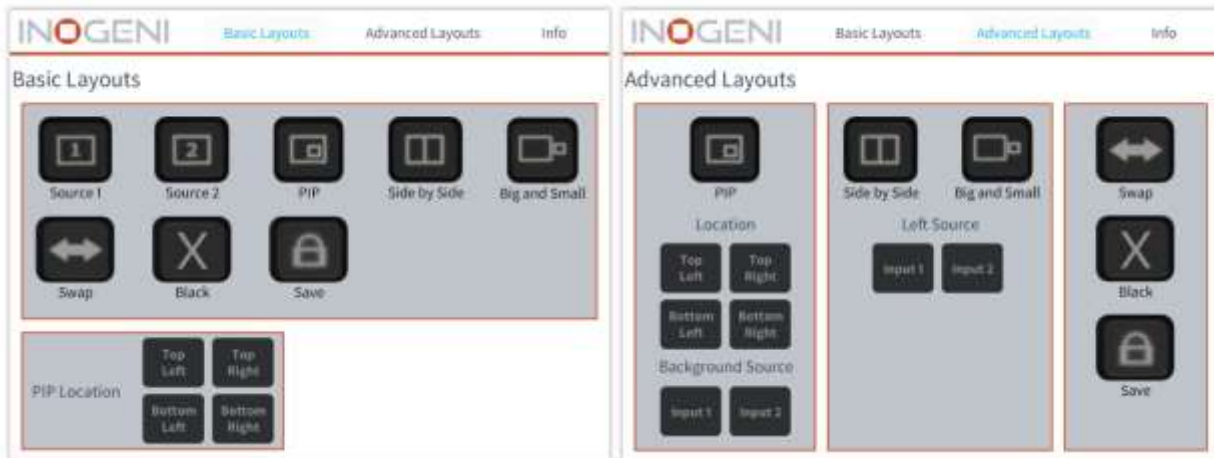 INOGENI Basic Layouts Advanced Layouts Info
Basic Layouts
1 2
Source 1 Source 2 PIP Side by Side Big and Small
X
Swap Black Save
PIP Location
Top Left
Top Right
Bottom Left
Bottom Right
INOGENI Basic Layouts Advanced Layouts Info
Advanced Layouts
PIP
Location
Top Left
Top Right
Bottom Left
Bottom Right
Background Source
Input 1 Input 2
Side by Side Big and Small
Left Source
Input 1 Input 2
Swap
X
Black
Save